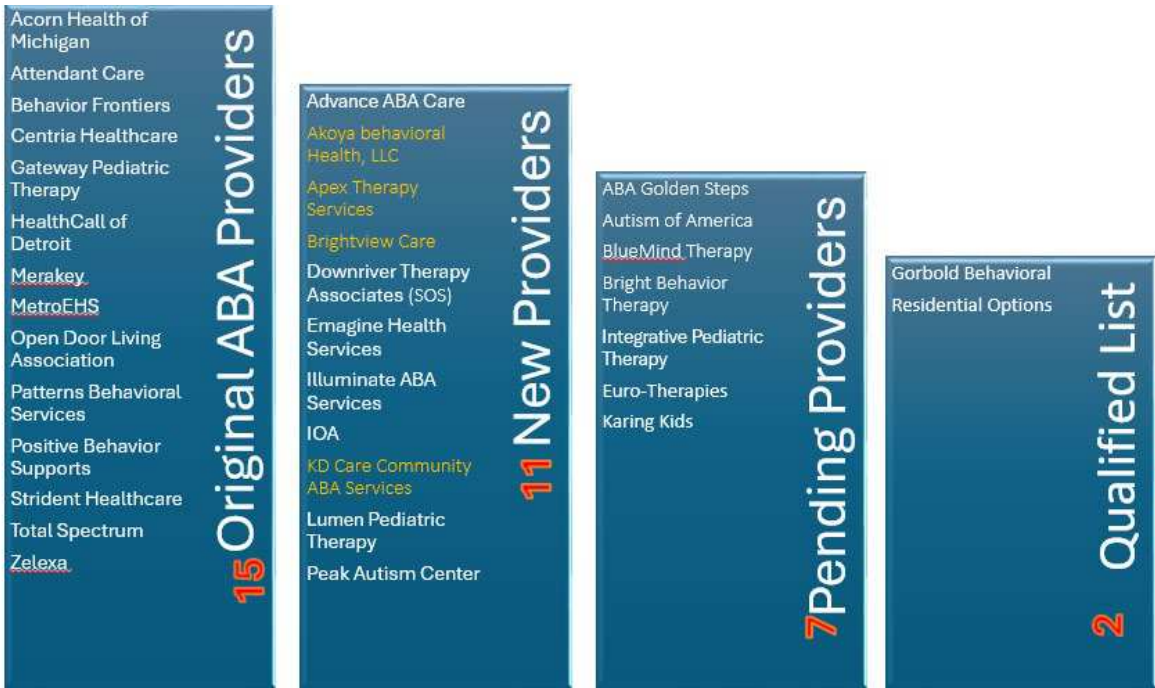 Acorn Health of
Michigan
Attendant Care
Behavior Frontiers
Centria Healthcare
Gateway Pediatric
Therapy
HealthCall of
Detroit
Merakey
MetroEHS
Open Door Living
Association
Patterns Behavioral
Services
Positive Behavior
Supports
Strident Healthcare
Total Spectrum
Zelexa
15 Original ABA Providers
Advance ABA Care
Akoya behavioral
Health, LLC
Apex Therapy
Services
Brightview Care
Downriver Therapy
Associates (SOS)
Emagine Health
Services
Illuminate ABA
Services
IOA
KD Care Community
ABA Services
Lumen Pediatric
Therapy
Peak Autism Center
11 New Providers
ABA Golden Steps
Autism of America
BlueMind Therapy
Bright Behavior
Therapy
Integrative Pediatric
Therapy
Euro-Therapies
Karing Kids
7Pending Providers
Gorbold Behavioral
Residential Options
2 Qualified List